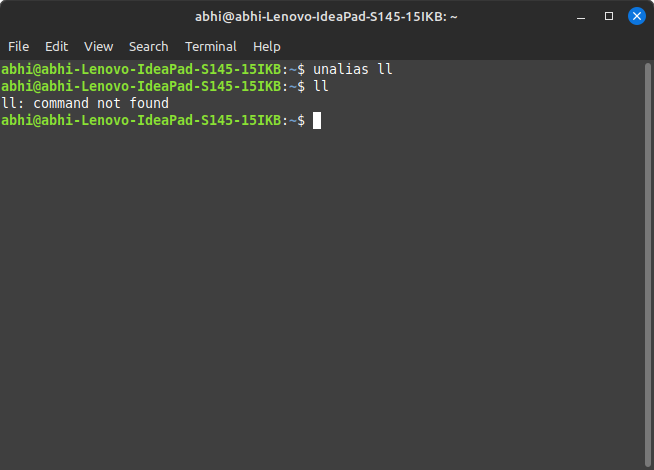 abhi@abhi-Lenovo-IdeaPad-S145-15IKB: ~
File Edit View Search Terminal Help
abhi@abhi-Lenovo-IdeaPad-S145-15IKB:~$ unalias ll
abhi@abhi-Lenovo-IdeaPad-S145-15IKB:~$ ll
ll: command not found
abhi@abhi-Lenovo-IdeaPad-S145-15IKB:~$